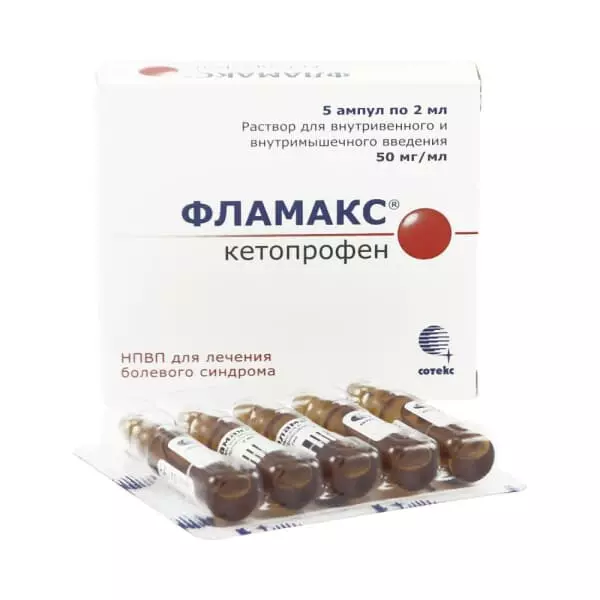 ФЛАМАКС
5 ампул по 2 мл
Раствор для внутривенного и
внутримышечного введения
50 мг/мл
ФЛАМАКС®
кетопрофен
НПВП для лечения
болевого синдрома
сотекс